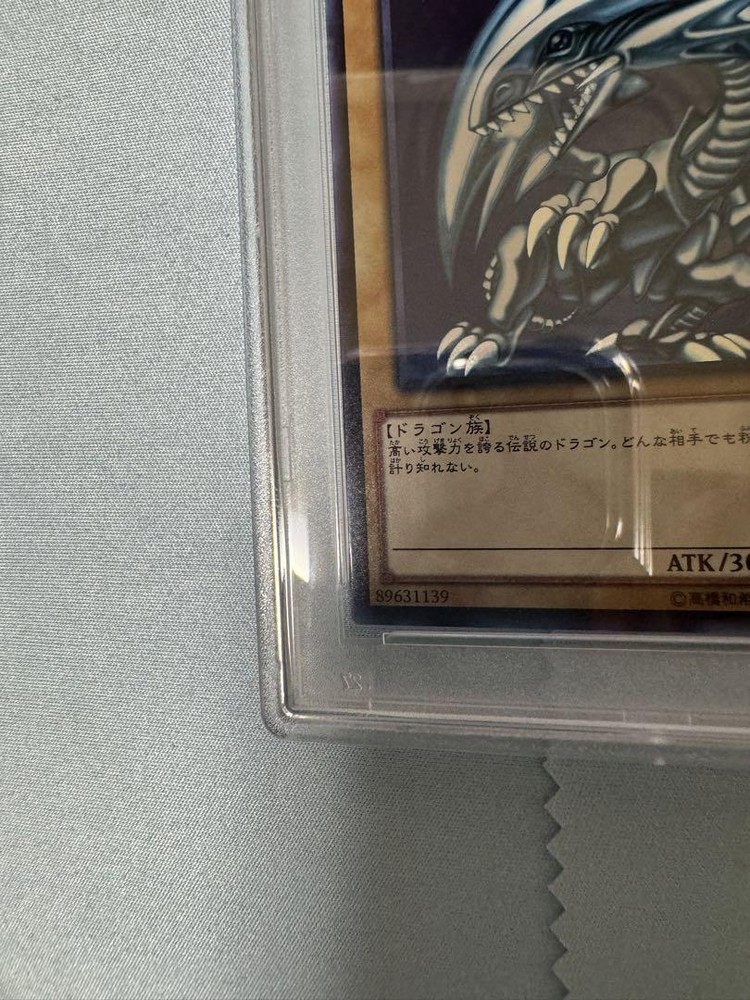 【ドラゴン族】
高い攻撃力を誇る伝説のドラゴン。どんな相手でも粉
計り知れない。
ATK/30
89631139
©高橋和希